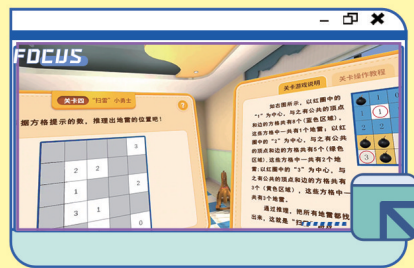 FOCUS
关卡四 "扫雷"小勇士
据方格提示的数，推理出地雷的位置吧！
3
2 2
1 2
3 1
0
关卡游戏说明
关卡操作教程
如右图所示，以红圈中的
"1"为中心，与之有公共的顶点
和边的方格共有8个（蓝色区域），
这些方格中一共有1个地雷；以红
圈中的"2"为中心，与之有公共
的顶点和边的方格共有5个（绿色
区域），这些方格中一共有2个地
雷；以红圈中的"3"为中心，与
之有公共的顶点和边的方格共有
3个（黄色区域），这些方格中一
共有3个地雷。
通过推理，把所有地雷都找
出来，这就是"扫
1 0
1
2 2
3